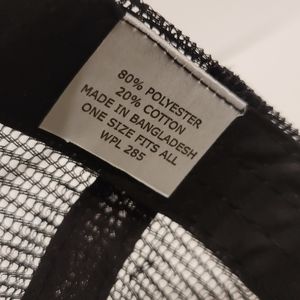 80% POLYESTER
20% COTTON
MADE IN BANGLADESH
ONE SIZE FITS ALL
WPL 285